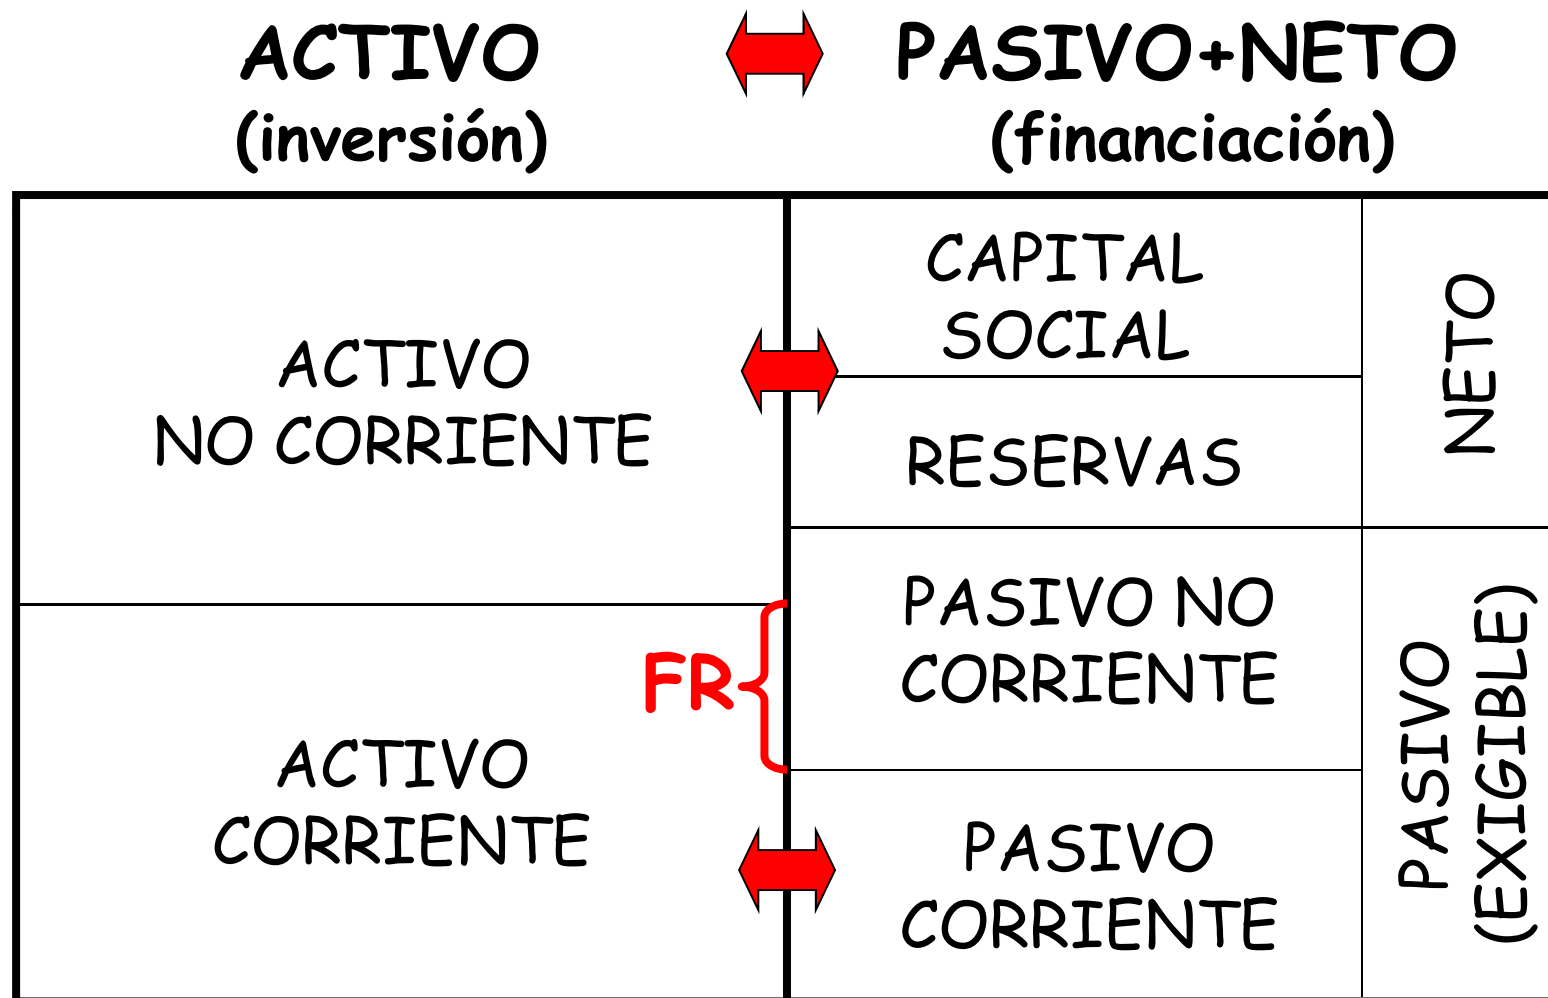 ACTIVO
(inversión)
PASIVO+NETO
(financiación)
ACTIVO
NO CORRIENTE
CAPITAL
SOCIAL
RESERVAS
NETO
FR
ACTIVO
CORRIENTE
PASIVO NO
CORRIENTE
PASIVO
CORRIENTE
PASIVO
(EXIGIBLE)